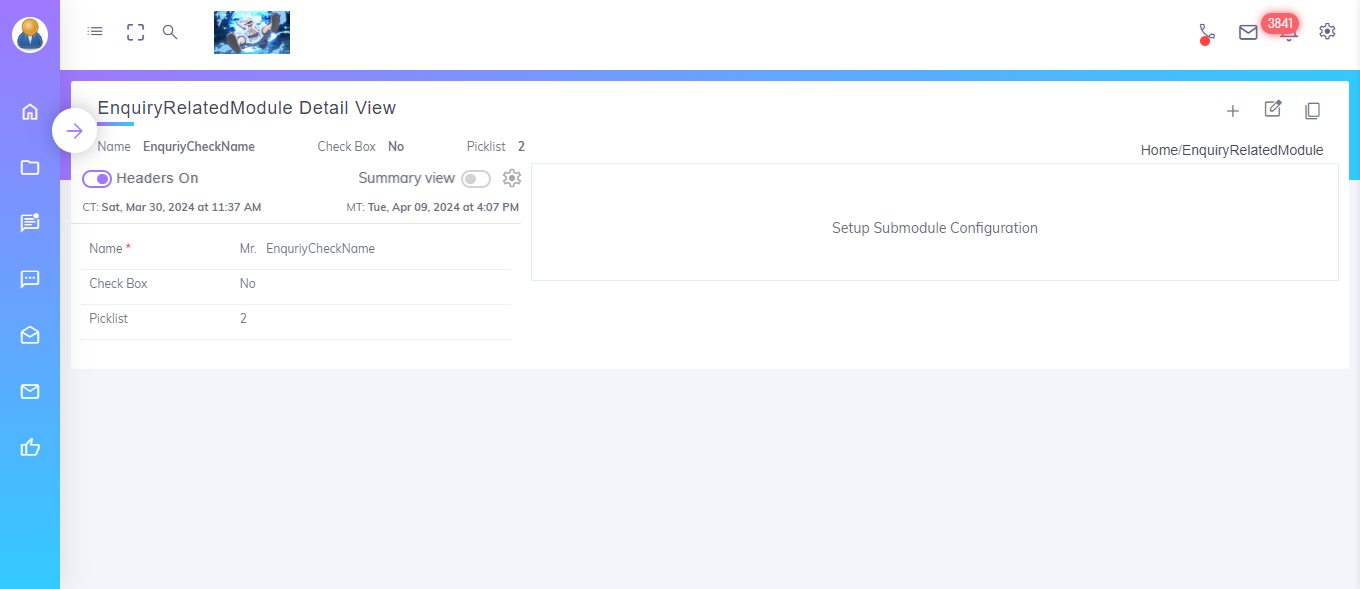 3841
EnquiryRelatedModule Detail View
Name EnquriyCheckName Check Box No Picklist 2
Home/EnquiryRelatedModule
Headers On Summary view
CT: Sat, Mar 30, 2024 at 11:37 AM MT: Tue, Apr 09, 2024 at 4:07 PM
Setup Submodule Configuration
Name * Mr. EnquriyCheckName
Check Box No
Picklist 2